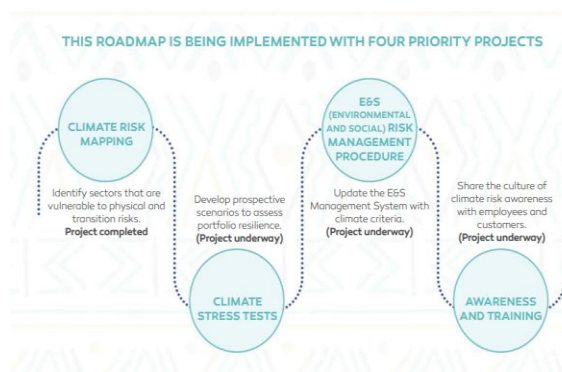 THIS ROADMAP IS BEING IMPLEMENTED WITH FOUR PRIORITY PROJECTS
CLIMATE RISK
MAPPING
Identify sectors that are
vulnerable to physical and
transition risks.
Project completed
Develop prospective
scenarios to assess
portfolio resilience.
(Project underway)
CLIMATE
STRESS TESTS
E&S
(ENVIRONMENTAL
AND SOCIAL) RISK
MANAGEMENT
PROCEDURE
Update the E&S
Management System with
climate criteria.
(Project underway)
Share the culture of
climate risk awareness
with employees and
customers.
(Project underway)
AWARENESS
AND TRAINING